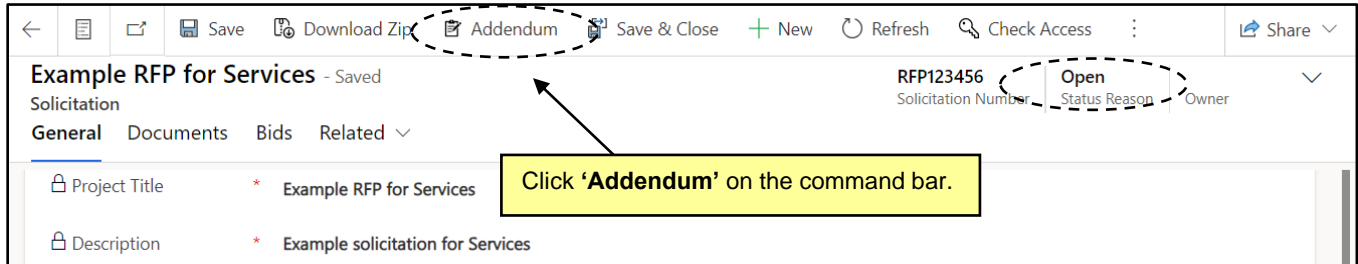 Save Download Zip Addendum Save & Close New Refresh Check Access Share
Example RFP for Services - Saved
Solicitation
RFP123456
Solicitation Number
Open
Status Reason
Owner
General Documents Bids Related
Project Title * Example RFP for Services
Click ‘Addendum’ on the command bar.
Description * Example solicitation for Services